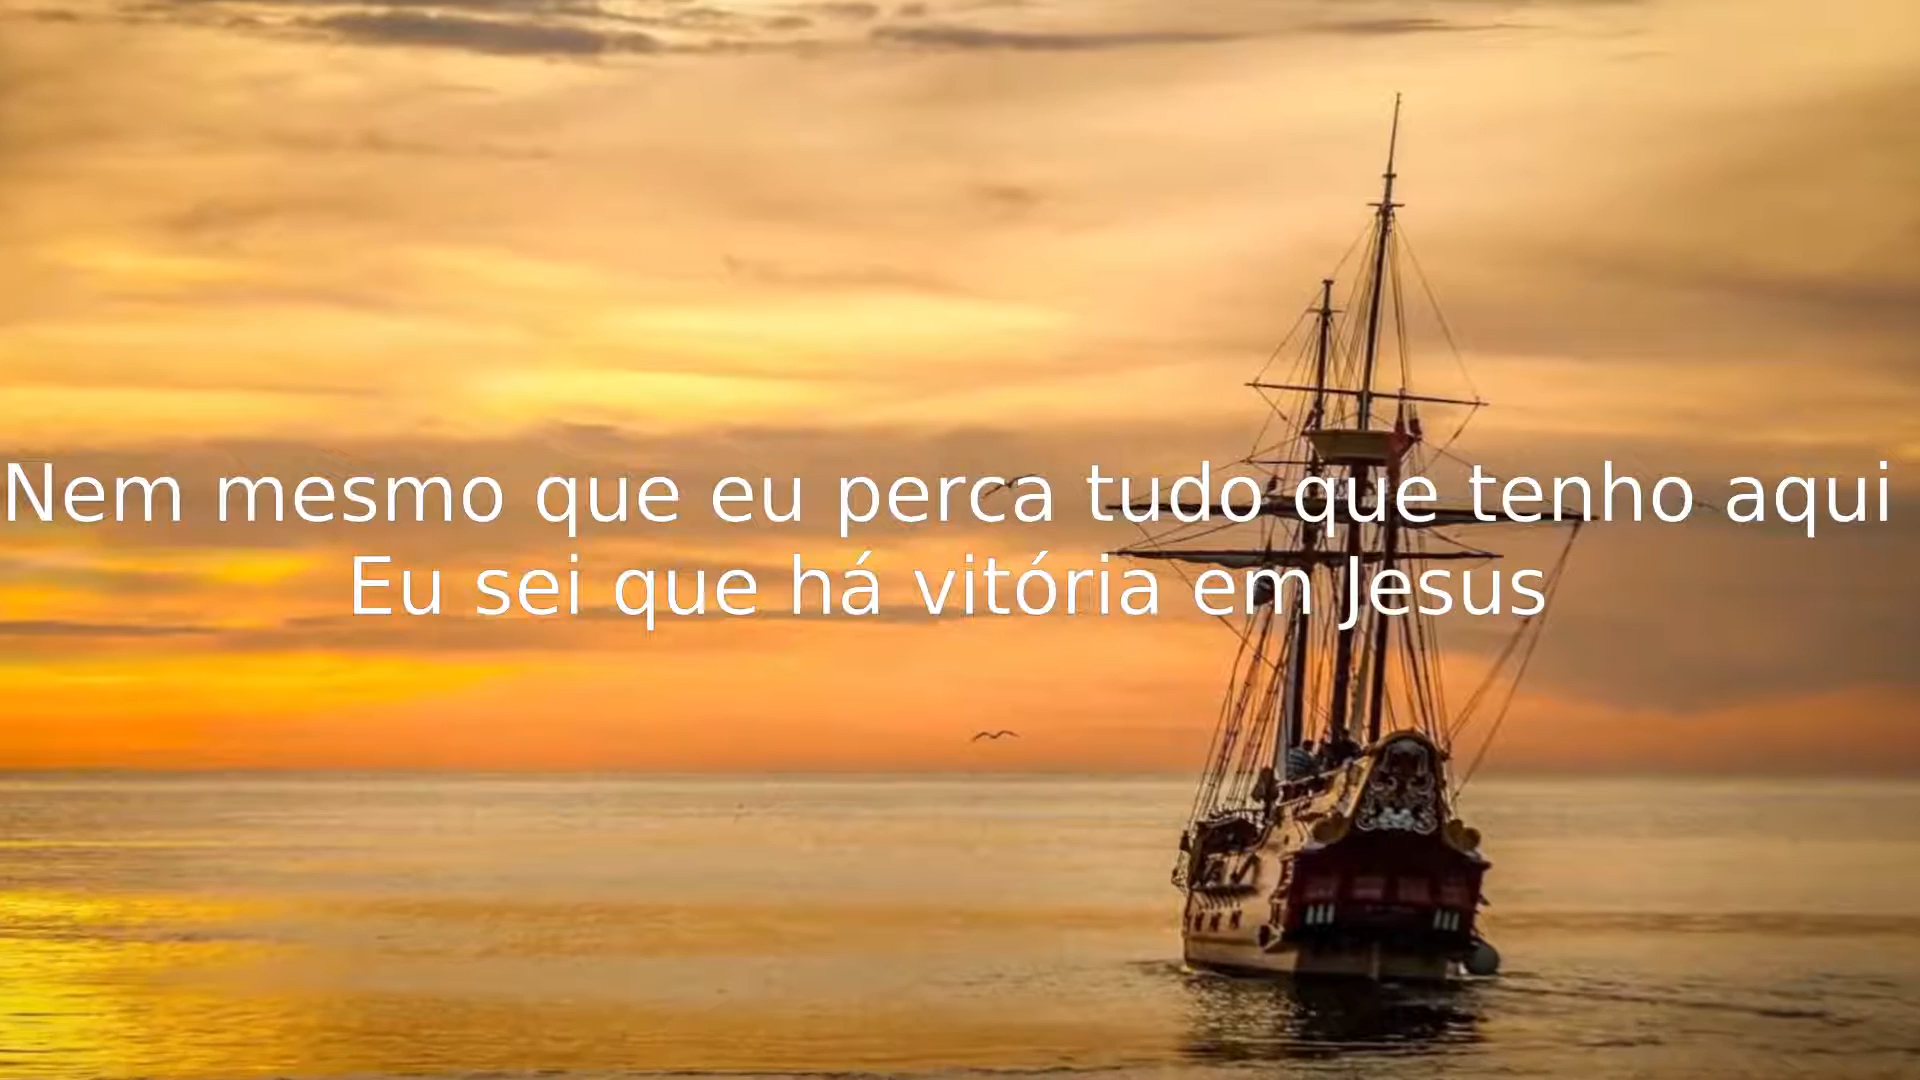 Nem mesmo que eu perca tudo que tenho aqui
Eu sei que há vitória em Jesus